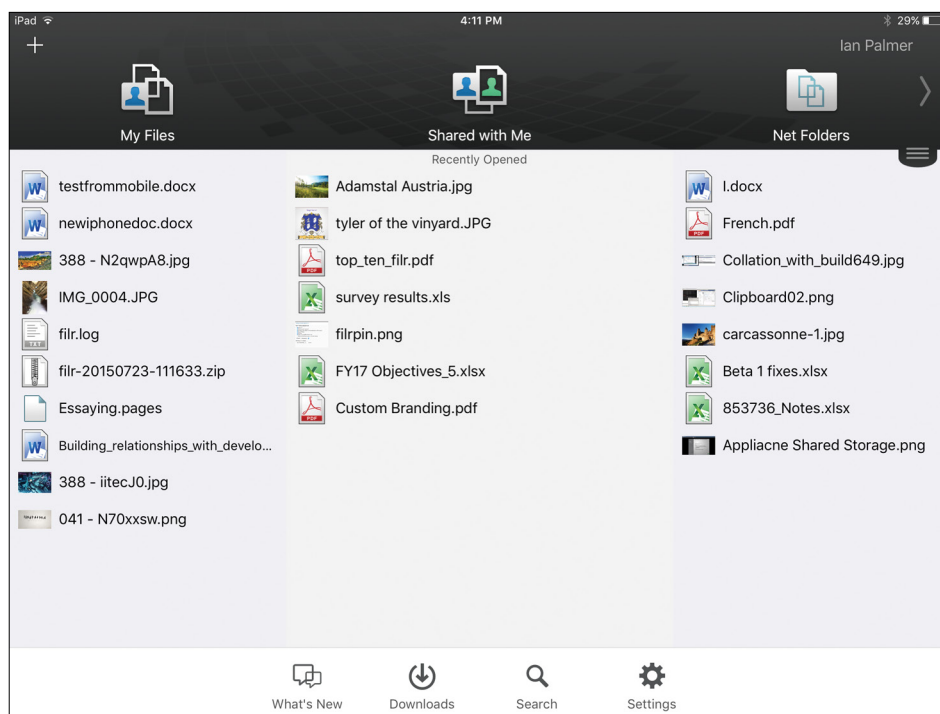 iPad 4:11 PM 29%
Ian Palmer
My Files Shared with Me Net Folders
Recently Opened
testfrommobile.docx
newiphonedoc.docx
388 - N2qwpA8.jpg
IMG_0004.JPG
filr.log
filr-20150723-111633.zip
Essaying.pages
Building_relationships_with_develo...
388 - iitecJ0.jpg
041 - N70xxsw.png
Adamstal Austria.jpg
tyler of the vinyard.JPG
top_ten_filr.pdf
survey results.xls
filrpin.png
FY17 Objectives_5.xlsx
Custom Branding.pdf
I.docx
French.pdf
Collation_with_build649.jpg
Clipboard02.png
carcassonne-1.jpg
Beta 1 fixes.xlsx
853736_Notes.xlsx
Appliacne Shared Storage.png
What's New Downloads Search Settings